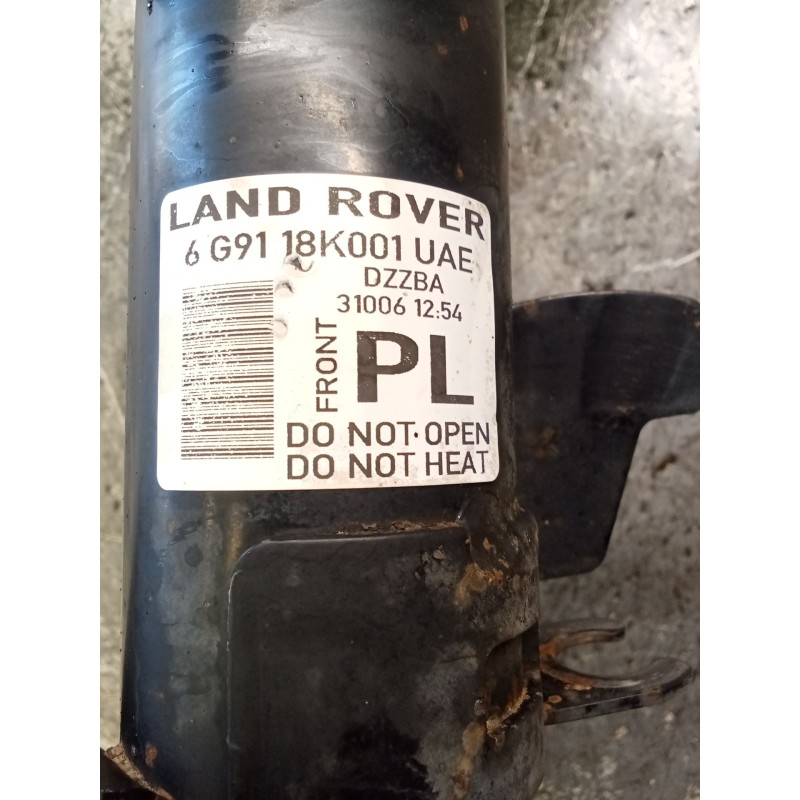 LAND ROVER
6 G91 18K001 UAE
DZZBA
31006 12:54
FRONT
PL
DO NOT OPEN
DO NOT HEAT